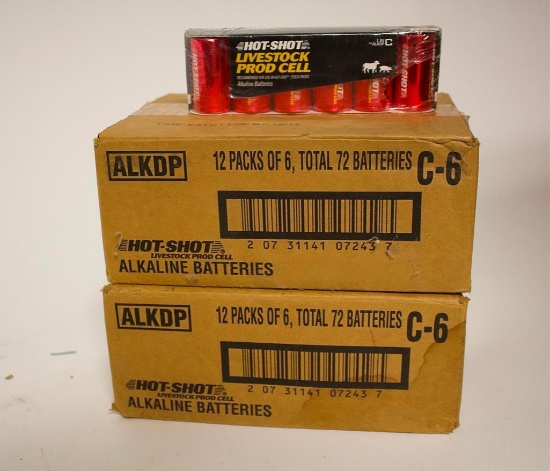 HOT-SHOT
LIVESTOCK
PROD CELL
Alkaline Batteries
C
ALKDP
12 PACKS OF 6, TOTAL 72 BATTERIES C-6
2 07 31141 07243 7
HOT-SHOT
LIVESTOCK PROD CELL
ALKALINE BATTERIES
ALKDP
12 PACKS OF 6, TOTAL 72 BATTERIES C-6
2 07 31141 07243 7
HOT-SHOT
LIVESTOCK PROD CELL
ALKALINE BATTERIES